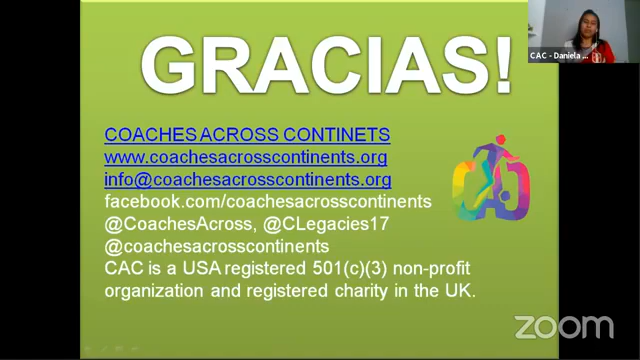 GRACIAS!
COACHES ACROSS CONTINETS
www.coachesacrosscontinents.org
info@coachesacrosscontinents.org
facebook.com/coachesacrosscontinents
@CoachesAcross, @CLegacies17
@coachesacrosscontinents
CAC is a USA registered 501(c)(3) non-profit
organization and registered charity in the UK.
CAC - Daniela ...
zoom